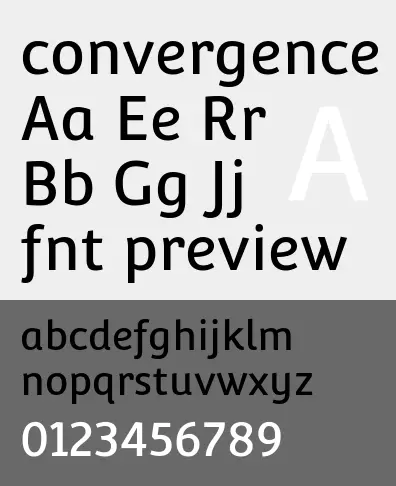 convergence
Aa Ee Rr
A
Bb Gg Jj
fnt preview
abcdefghijklm
nopqrstuvwxyz
0123456789